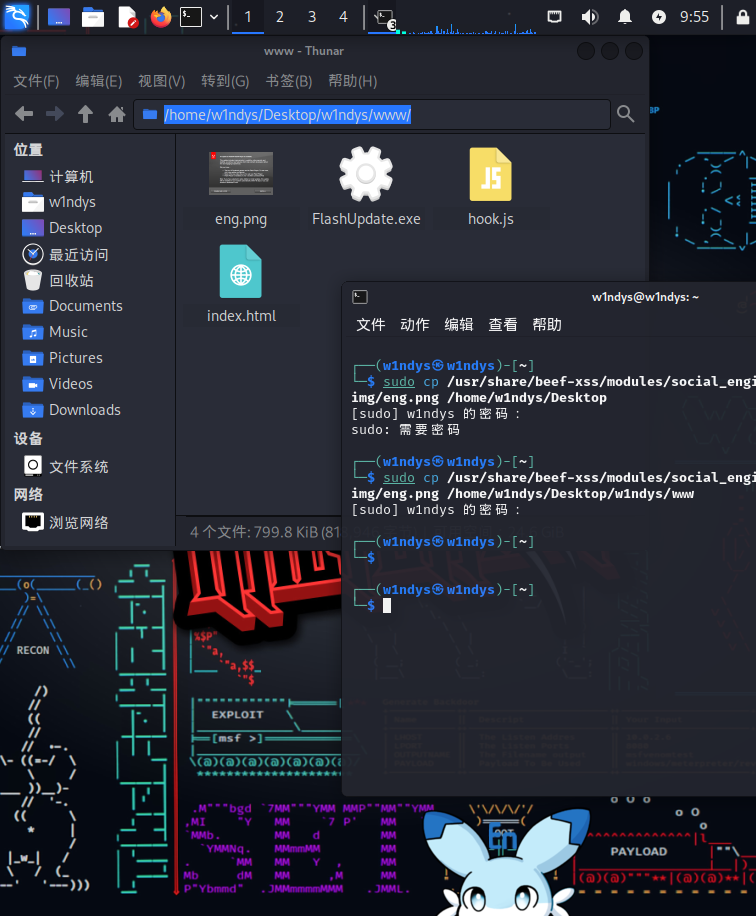 1 2 3 4 3 9:55
www - Thunar
文件(F) 编辑(E) 视图(V) 转到(G) 书签(B) 帮助(H)
/home/w1ndys/Desktop/w1ndys/www/
位置
计算机
w1ndys
Desktop
最近访问
回收站
Documents
Music
Pictures
Videos
Downloads
设备
文件系统
网络
浏览网络
eng.png FlashUpdate.exe hook.js
JS
index.html
4 个文件: 799.8 KiB (81
w1ndys@w1ndys: ~
文件 动作 编辑 查看 帮助
┌──(w1ndys㉿w1ndys)-[~]
└─$ sudo cp /usr/share/beef-xss/modules/social_engi
img/eng.png /home/w1ndys/Desktop
[sudo] w1ndys 的密码：
sudo: 需要密码
┌──(w1ndys㉿w1ndys)-[~]
└─$ sudo cp /usr/share/beef-xss/modules/social_engi
img/eng.png /home/w1ndys/Desktop/w1ndys/www
[sudo] w1ndys 的密码：
┌──(w1ndys㉿w1ndys)-[~]
└─$
┌──(w1ndys㉿w1ndys)-[~]
└─$
RECON
EXPLOIT
[msf >]
PAYLOAD
En